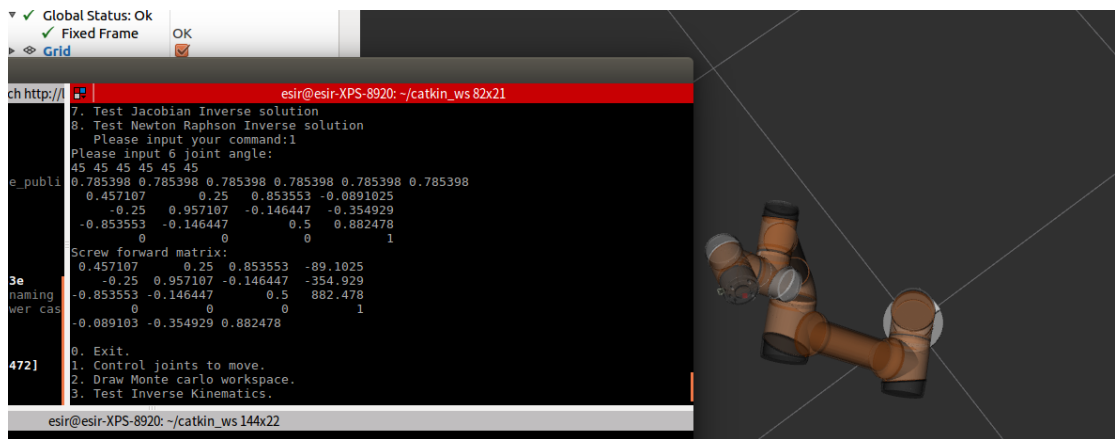 Global Status: Ok
Fixed Frame OK
Grid
ch http://l
esir@esir-XPS-8920: ~/catkin_ws 82x21
7. Test Jacobian Inverse solution
8. Test Newton Raphson Inverse solution
Please input your command:1
Please input 6 joint angle:
45 45 45 45 45 45
e_publi
0.785398 0.785398 0.785398 0.785398 0.785398 0.785398
0.457107 0.25 0.853553 -0.0891025
-0.25 0.957107 -0.146447 -0.354929
-0.853553 -0.146447 0.5 0.882478
0 0 0 1
Screw forward matrix:
0.457107 0.25 0.853553 -89.1025
3e
-0.25 0.957107 -0.146447 -354.929
naming
-0.853553 -0.146447 0.5 882.478
wer cas
0 0 0 1
-0.089103 -0.354929 0.882478
0. Exit.
472]
1. Control joints to move.
2. Draw Monte carlo workspace.
3. Test Inverse Kinematics.
esir@esir-XPS-8920: ~/catkin_ws 144x22